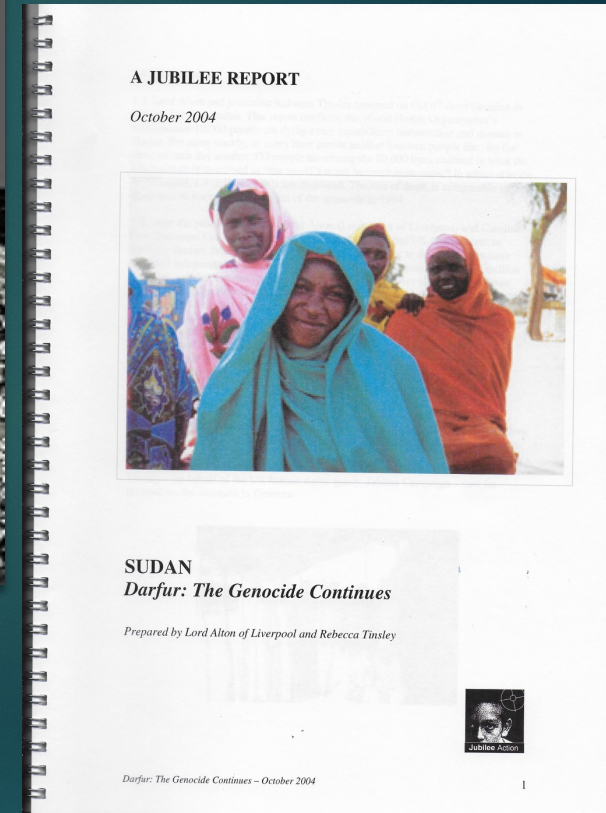 A JUBILEE REPORT
October 2004
SUDAN
Darfur: The Genocide Continues
Prepared by Lord Alton of Liverpool and Rebecca Tinsley
Jubilee Action
Darfur: The Genocide Continues – October 2004
1